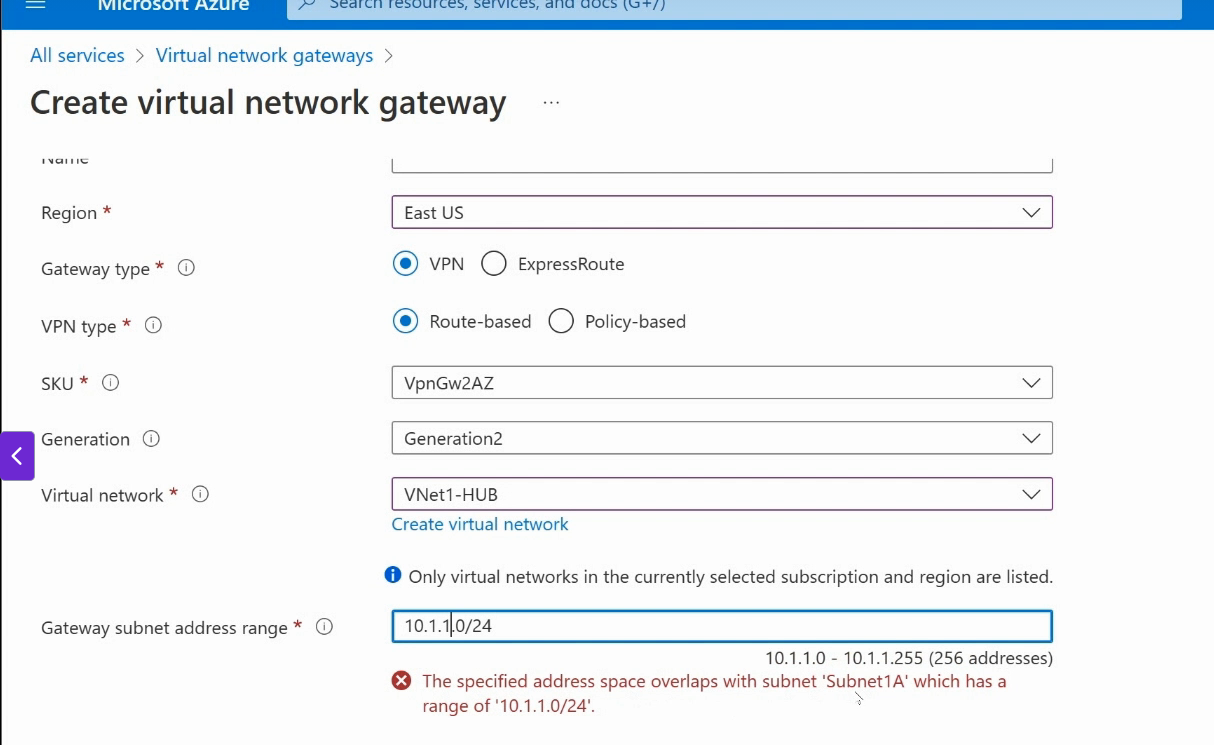 Microsoft Azure
Search resources, services, and docs (G+/)
All services > Virtual network gateways >
Create virtual network gateway ...
Name
Region *
East US
Gateway type *
VPN ExpressRoute
VPN type *
Route-based Policy-based
SKU *
VpnGw2AZ
Generation
Generation2
Virtual network *
VNet1-HUB
Create virtual network
Only virtual networks in the currently selected subscription and region are listed.
Gateway subnet address range *
10.1.1.0/24
10.1.1.0 - 10.1.1.255 (256 addresses)
The specified address space overlaps with subnet 'Subnet1A' which has a
range of '10.1.1.0/24'.